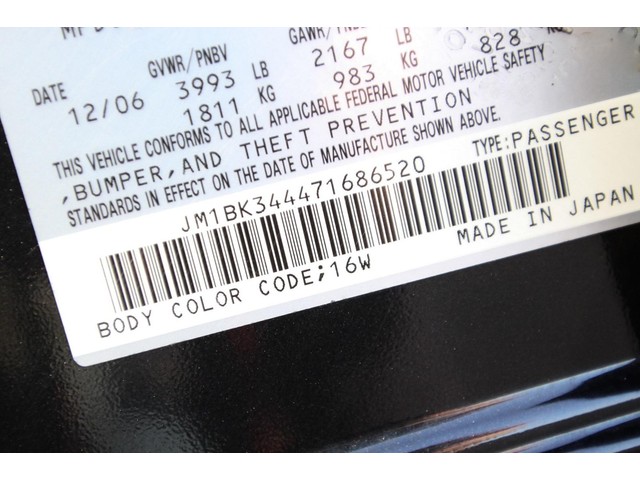 GVWR/PNBV
DATE 12/06 3993 LB 2167 LB 828
1811 KG 983 KG
THIS VEHICLE CONFORMS TO ALL APPLICABLE FEDERAL MOTOR VEHICLE SAFETY
,BUMPER,AND THEFT PREVENTION
STANDARDS IN EFFECT ON THE DATE OF MANUFACTURE SHOWN ABOVE.
JM1BK344471686520 TYPE:PASSENGER
BODY COLOR CODE;16W MADE IN JAPAN